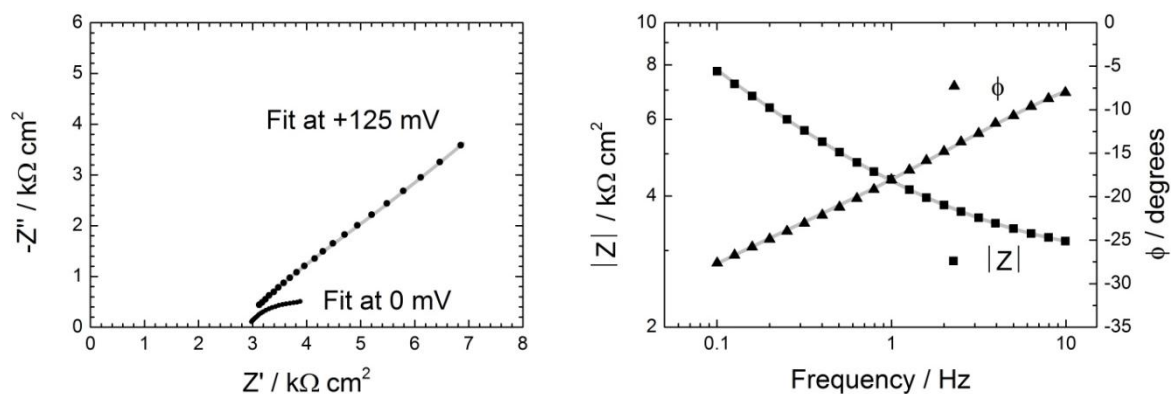 6
5
4
3
2
1
0
0 1 2 3 4 5 6 7 8
-Z'' / kΩ cm²
Z' / kΩ cm²
Fit at +125 mV
Fit at 0 mV
10
8
6
4
2
0.1 1 10
|Z| / kΩ cm²
Frequency / Hz
ϕ
|Z|
0
-5
-10
-15
-20
-25
-30
-35
ϕ / degrees